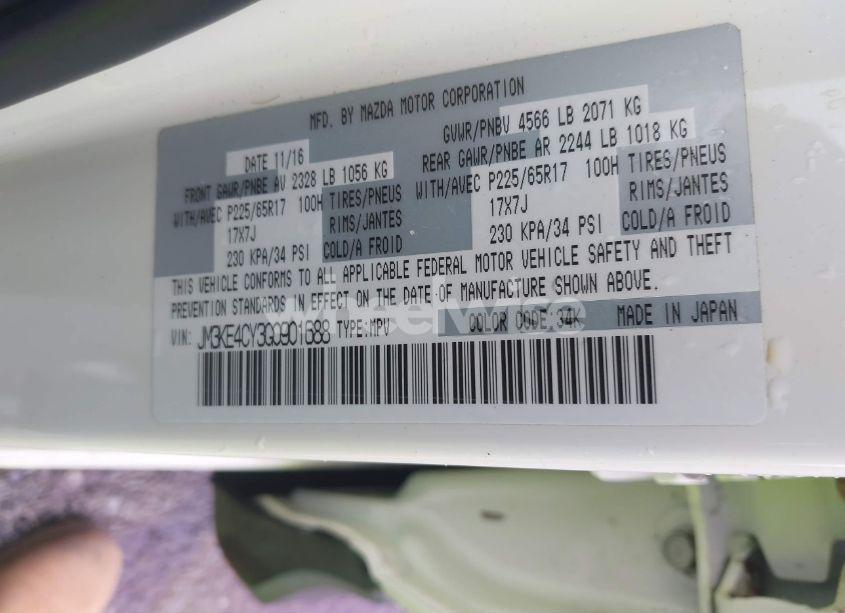 MFD. BY MAZDA MOTOR CORPORATION
DATE 11/16
GVWR/PNBV 4566 LB 2071 KG
FRONT GAWR/PNBE AV 2328 LB 1056 KG
REAR GAWR/PNBE AR 2244 LB 1018 KG
WITH/AVEC P225/65R17 100H TIRES/PNEUS
WITH/AVEC P225/65R17 100H TIRES/PNEUS
17X7J RIMS/JANTES
17X7J RIMS/JANTES
230 KPA/34 PSI COLD/A FROID
230 KPA/34 PSI COLD/A FROID
THIS VEHICLE CONFORMS TO ALL APPLICABLE FEDERAL MOTOR VEHICLE SAFETY AND THEFT
PREVENTION STANDARDS IN EFFECT ON THE DATE OF MANUFACTURE SHOWN ABOVE.
VIN: JM3KE4CY3G0901688 TYPE:MPV COLOR CODE:34K MADE IN JAPAN
wheelwise